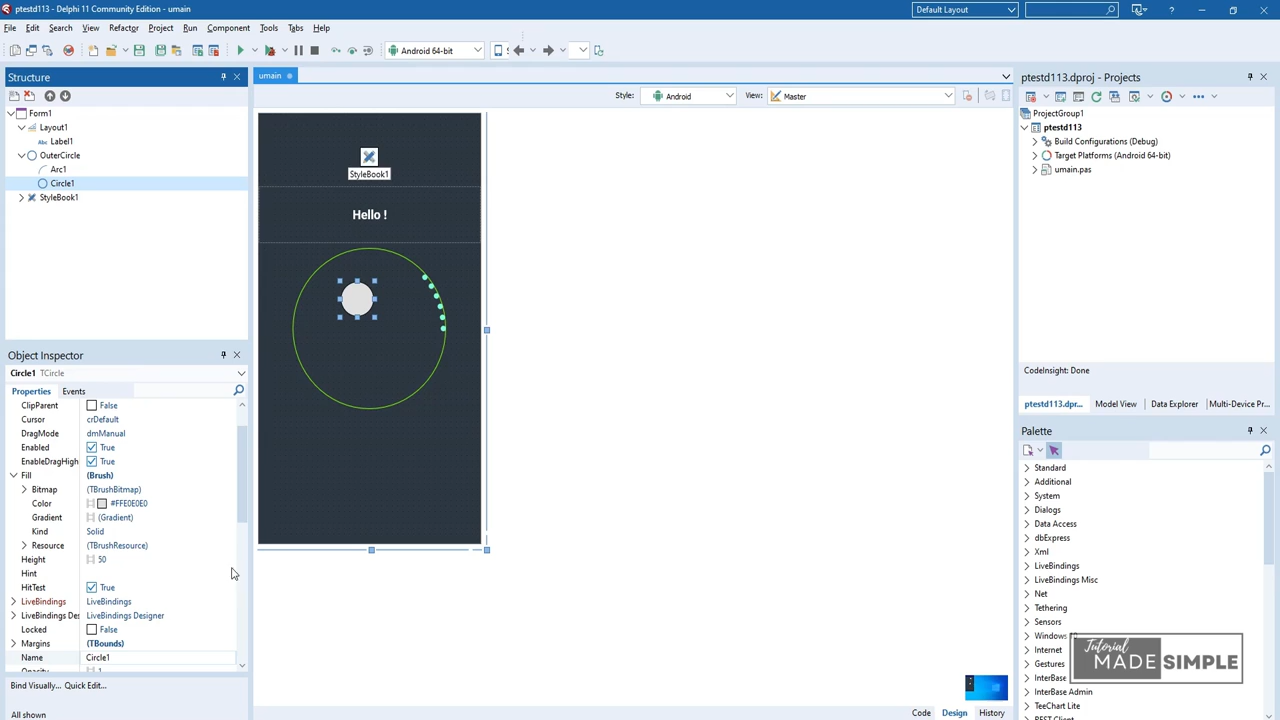 ptestd113 - Delphi 11 Community Edition - umain
Default Layout
File Edit Search View Refactor Project Run Component Tools Tabs Help
Android 64-bit
Structure
Form1
Layout1
Label1
OuterCircle
Arc1
Circle1
StyleBook1
Object Inspector
Circle1 TCircle
Properties Events
ClipParent False
Cursor crDefault
DragMode dmManual
Enabled True
EnableDragHigh True
Fill (Brush)
Bitmap (TBrushBitmap)
Color #FFE0E0E0
Gradient (Gradient)
Kind Solid
Resource (TBrushResource)
Height 50
Hint
HitTest True
LiveBindings LiveBindings
LiveBindings Des LiveBindings Designer
Locked False
Margins (TBounds)
Name Circle1
Bind Visually... Quick Edit...
All shown
umain
Style: Android View: Master
StyleBook1
Hello !
Code Design History
ptestd113.dproj - Projects
ProjectGroup1
ptestd113
Build Configurations (Debug)
Target Platforms (Android 64-bit)
umain.pas
CodeInsight: Done
ptestd113.dpr... Model View Data Explorer Multi-Device Pr...
Palette
Standard
Additional
System
Dialogs
Data Access
dbExpress
Xml
LiveBindings
LiveBindings Misc
Net
Tethering
Sensors
Windows 10
Internet
Gestures
InterBase
InterBase Admin
TeeChart Lite
REST Client
Tutorial
MADE SIMPLE